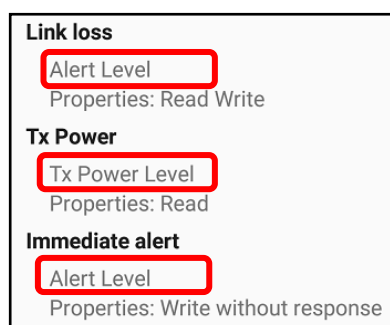 Link loss
Alert Level
Properties: Read Write
Tx Power
Tx Power Level
Properties: Read
Immediate alert
Alert Level
Properties: Write without response